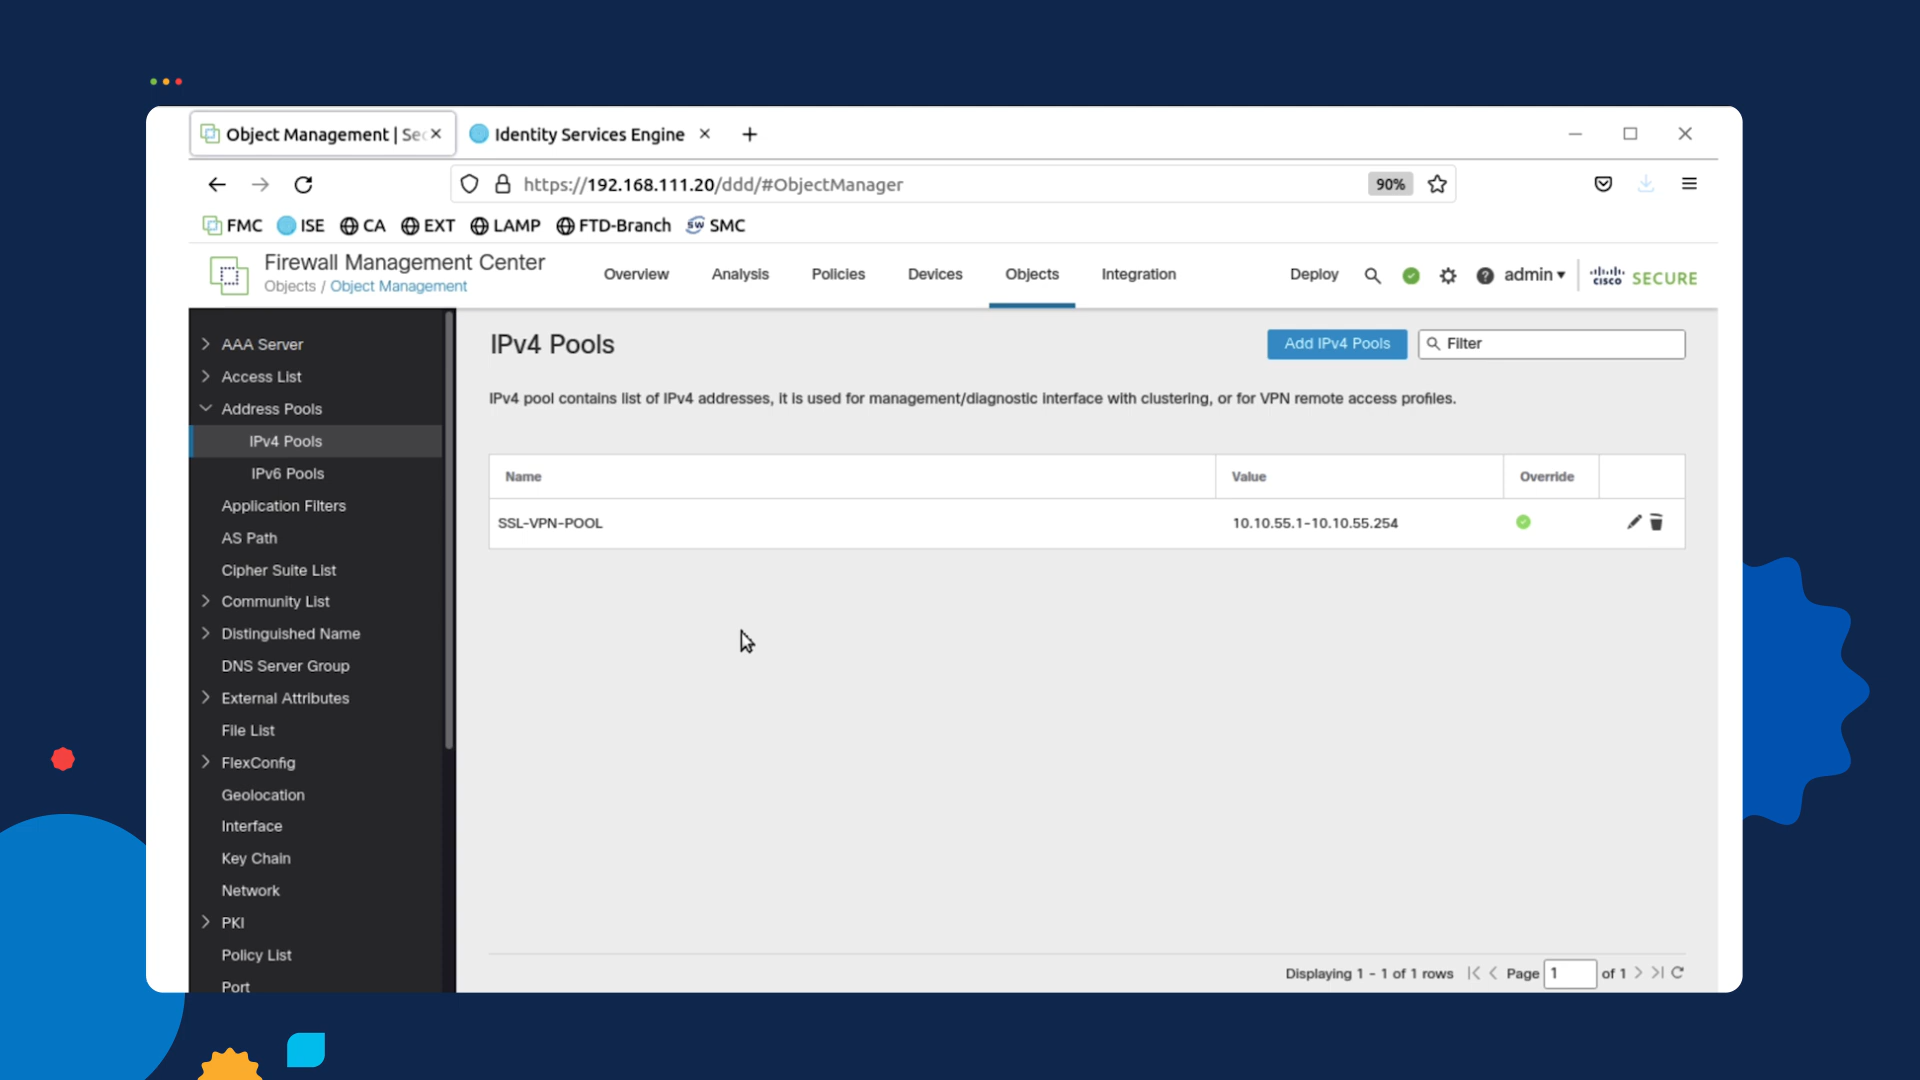 Object Management | Sec
Identity Services Engine
https://192.168.111.20/ddd/#ObjectManager
90%
FMC ISE CA EXT LAMP FTD-Branch SW SMC
Firewall Management Center
Objects / Object Management
Overview Analysis Policies Devices Objects Integration
Deploy admin
cisco SECURE
AAA Server
Access List
Address Pools
IPv4 Pools
IPv6 Pools
Application Filters
AS Path
Cipher Suite List
Community List
Distinguished Name
DNS Server Group
External Attributes
File List
FlexConfig
Geolocation
Interface
Key Chain
Network
PKI
Policy List
Port
IPv4 Pools
Add IPv4 Pools
Filter
IPv4 pool contains list of IPv4 addresses, it is used for management/diagnostic interface with clustering, or for VPN remote access profiles.
Name Value Override
SSL-VPN-POOL 10.10.55.1-10.10.55.254
Displaying 1 - 1 of 1 rows Page 1 of 1